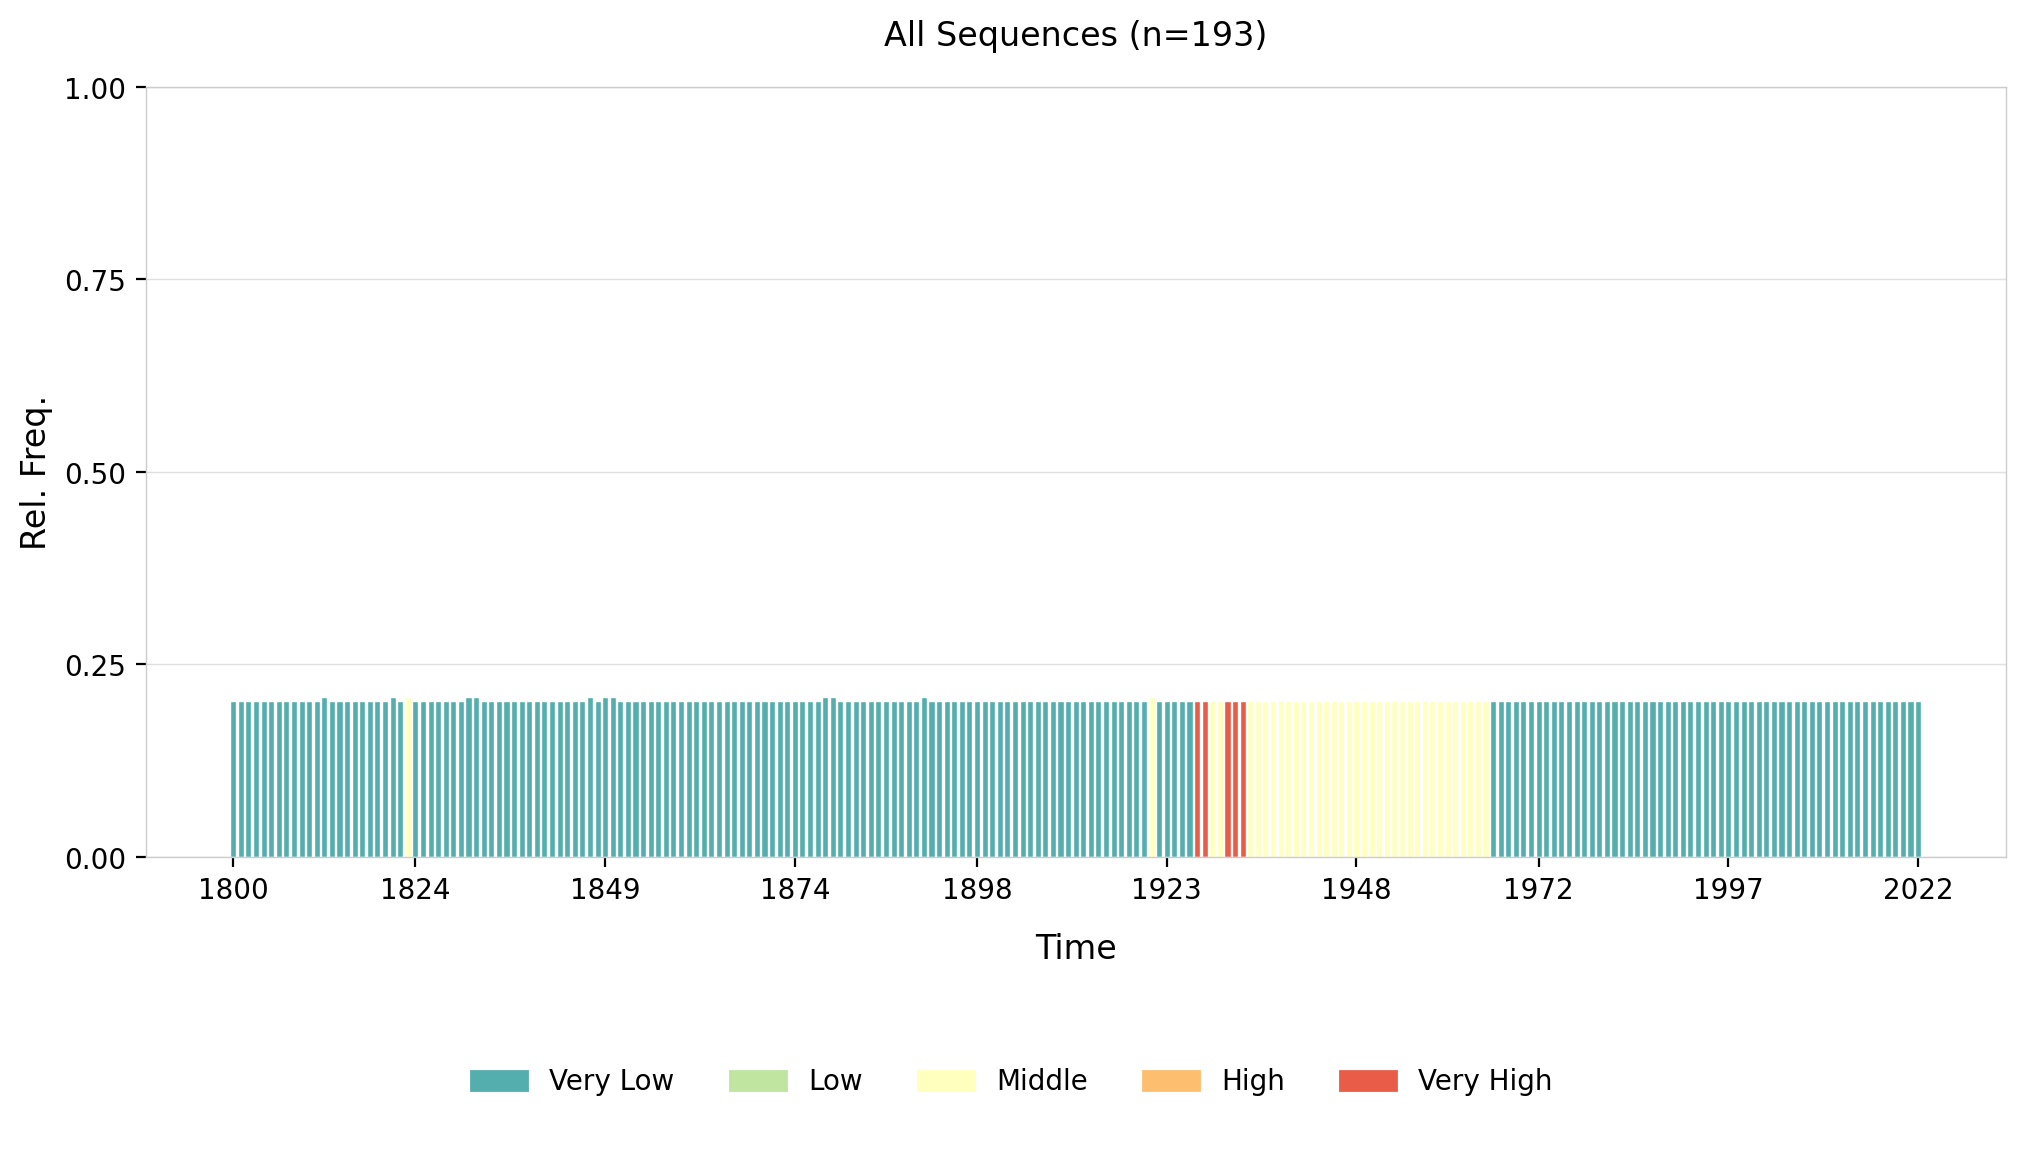 All Sequences (n=193)
1.00
0.75
0.50
0.25
0.00
Rel. Freq.
1800 1824 1849 1874 1898 1923 1948 1972 1997 2022
Time
Very Low Low Middle High Very High